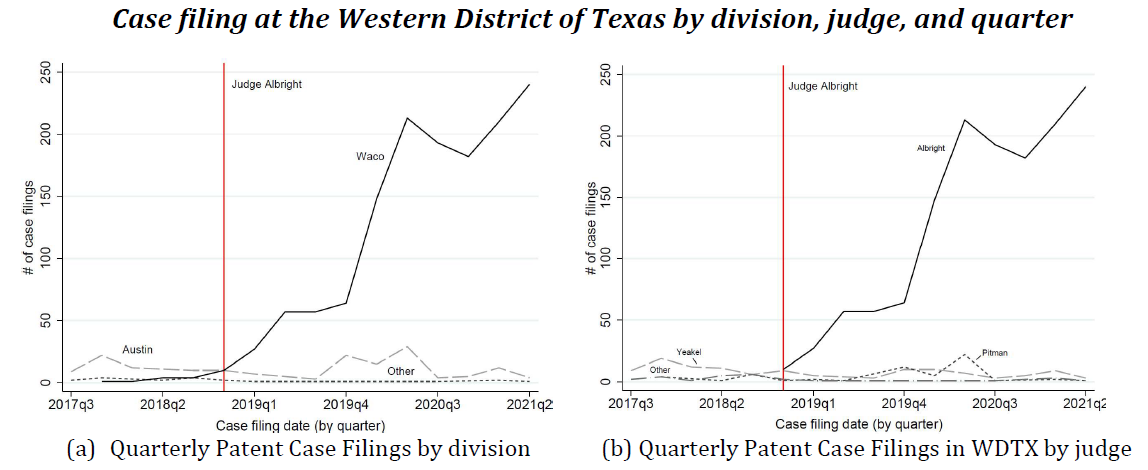 Case filing at the Western District of Texas by division, judge, and quarter
250
200
150
100
50
0
# of case filings
Judge Albright
Waco
Austin
Other
2017q3 2018q2 2019q1 2019q4 2020q3 2021q2
Case filing date (by quarter)
(a) Quarterly Patent Case Filings by division
250
200
150
100
50
0
# of case filings
Judge Albright
Albright
Yeakel
Pitman
Other
2017q3 2018q2 2019q1 2019q4 2020q3 2021q2
Case filing date (by quarter)
(b) Quarterly Patent Case Filings in WDTX by judge